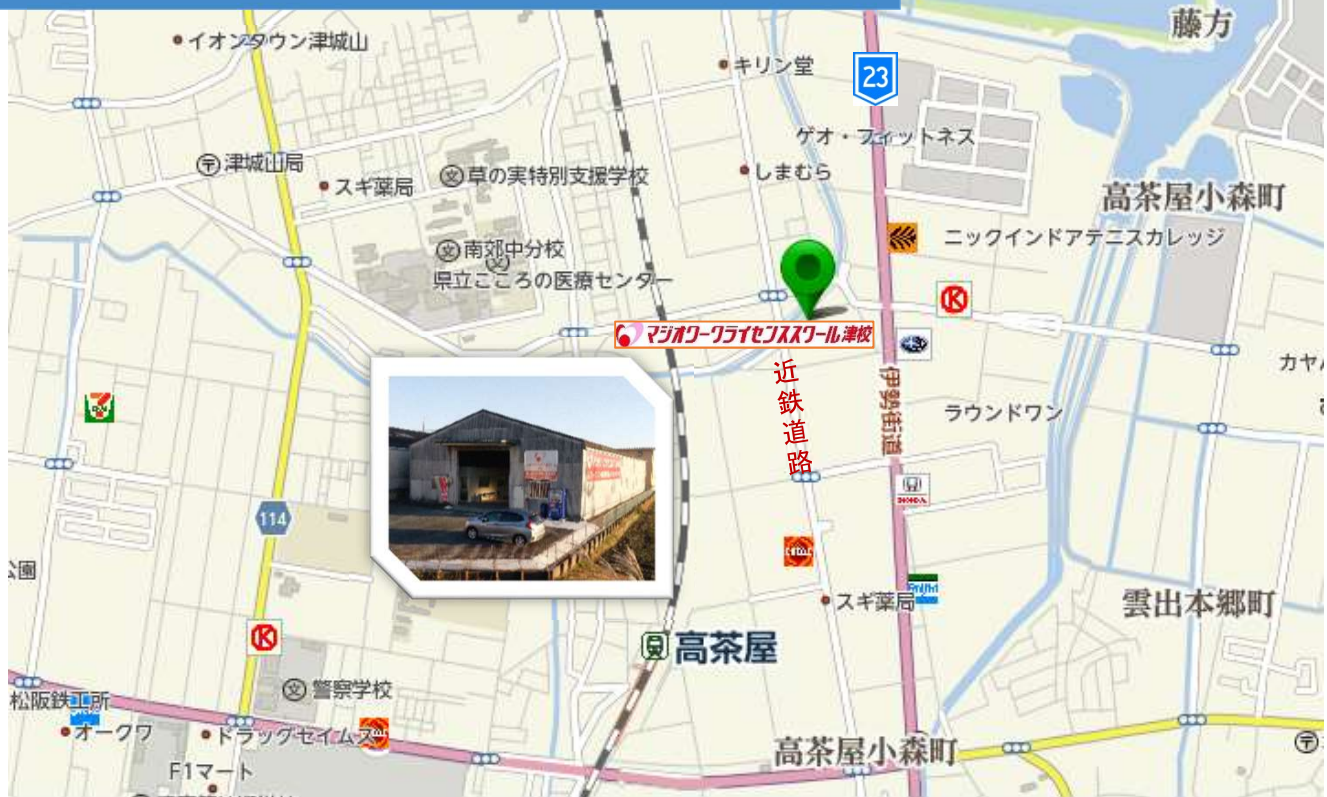 藤方
イオンタウン津城山
キリン堂
23
ゲオ・フィットネス
津城山局
スギ薬局
草の実特別支援学校
しまむら
高茶屋小森町
南郊中分校
ニックインドアテニスカレッジ
県立こころの医療センター
マジオワークライセンススクール津校
近鉄道路
伊勢街道
カヤバ
ラウンドワン
HONDA
114
公園
スギ薬局
雲出本郷町
高茶屋
警察学校
松阪鉄工所
オークワ
ドラッグセイムス
高茶屋小森町
F1マート